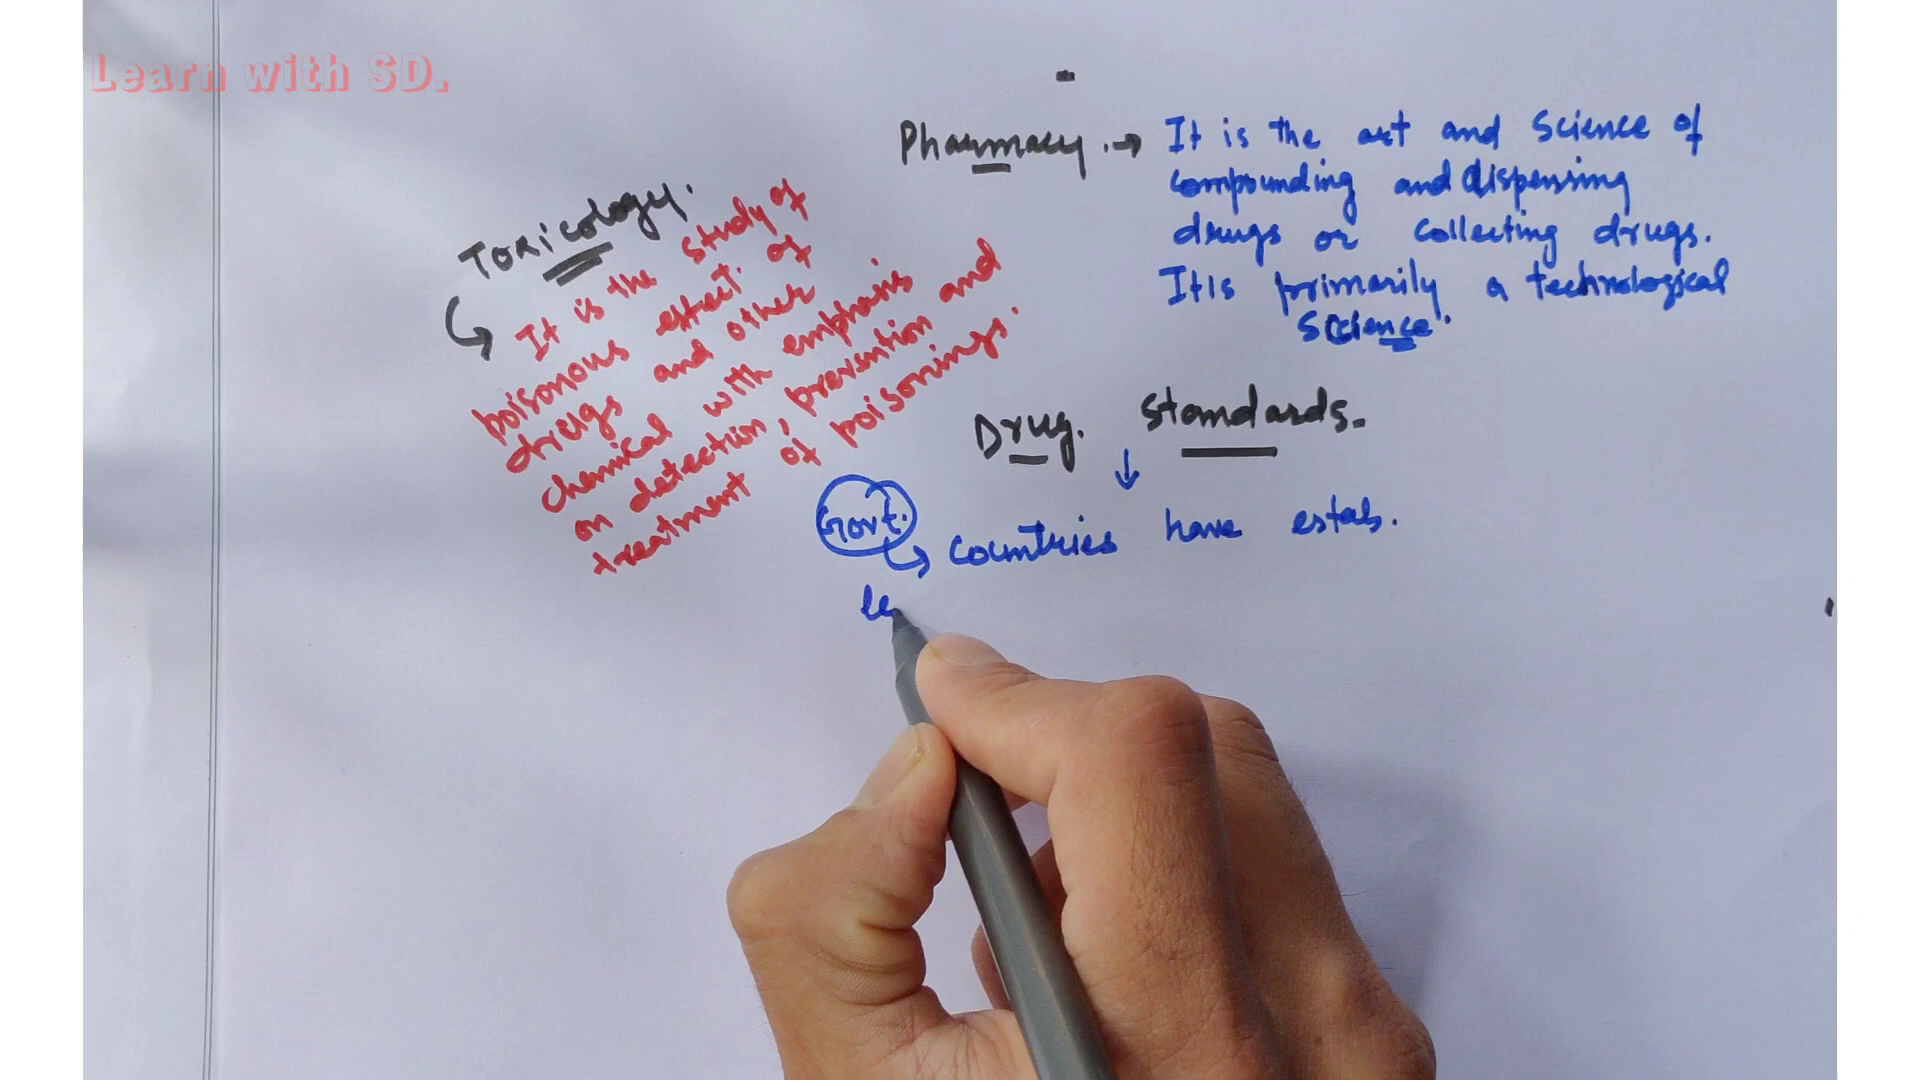 Learn with SD.
Pharmacy. → It is the art and science of
compounding and dispensing
drugs or collecting drugs.
It is primarily a technological
science.
Toxicology.
It is the study of
poisonous effect of
drugs and other
chemical with emphasis
on detection, prevention and
treatment of poisonings.
Drug. standards.
Govt.
countries have estab.
le